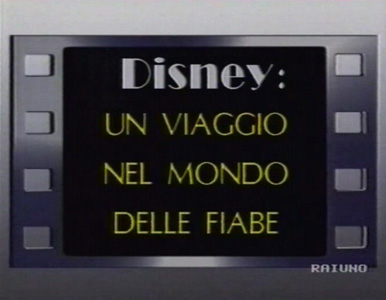 Disney:
UN VIAGGIO
NEL MONDO
DELLE FIABE
RAIUNO